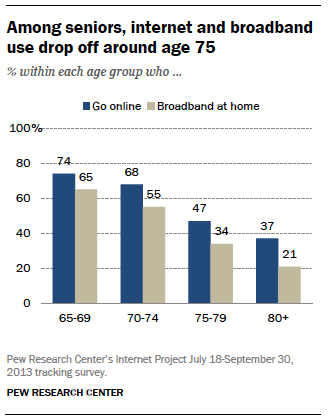 Among seniors, internet and broadband
use drop off around age 75
% within each age group who ...
Go online Broadband at home
100%
80
60
40
20
0
74
65
68
55
47
34
37
21
65-69 70-74 75-79 80+
Pew Research Center's Internet Project July 18-September 30,
2013 tracking survey.
PEW RESEARCH CENTER